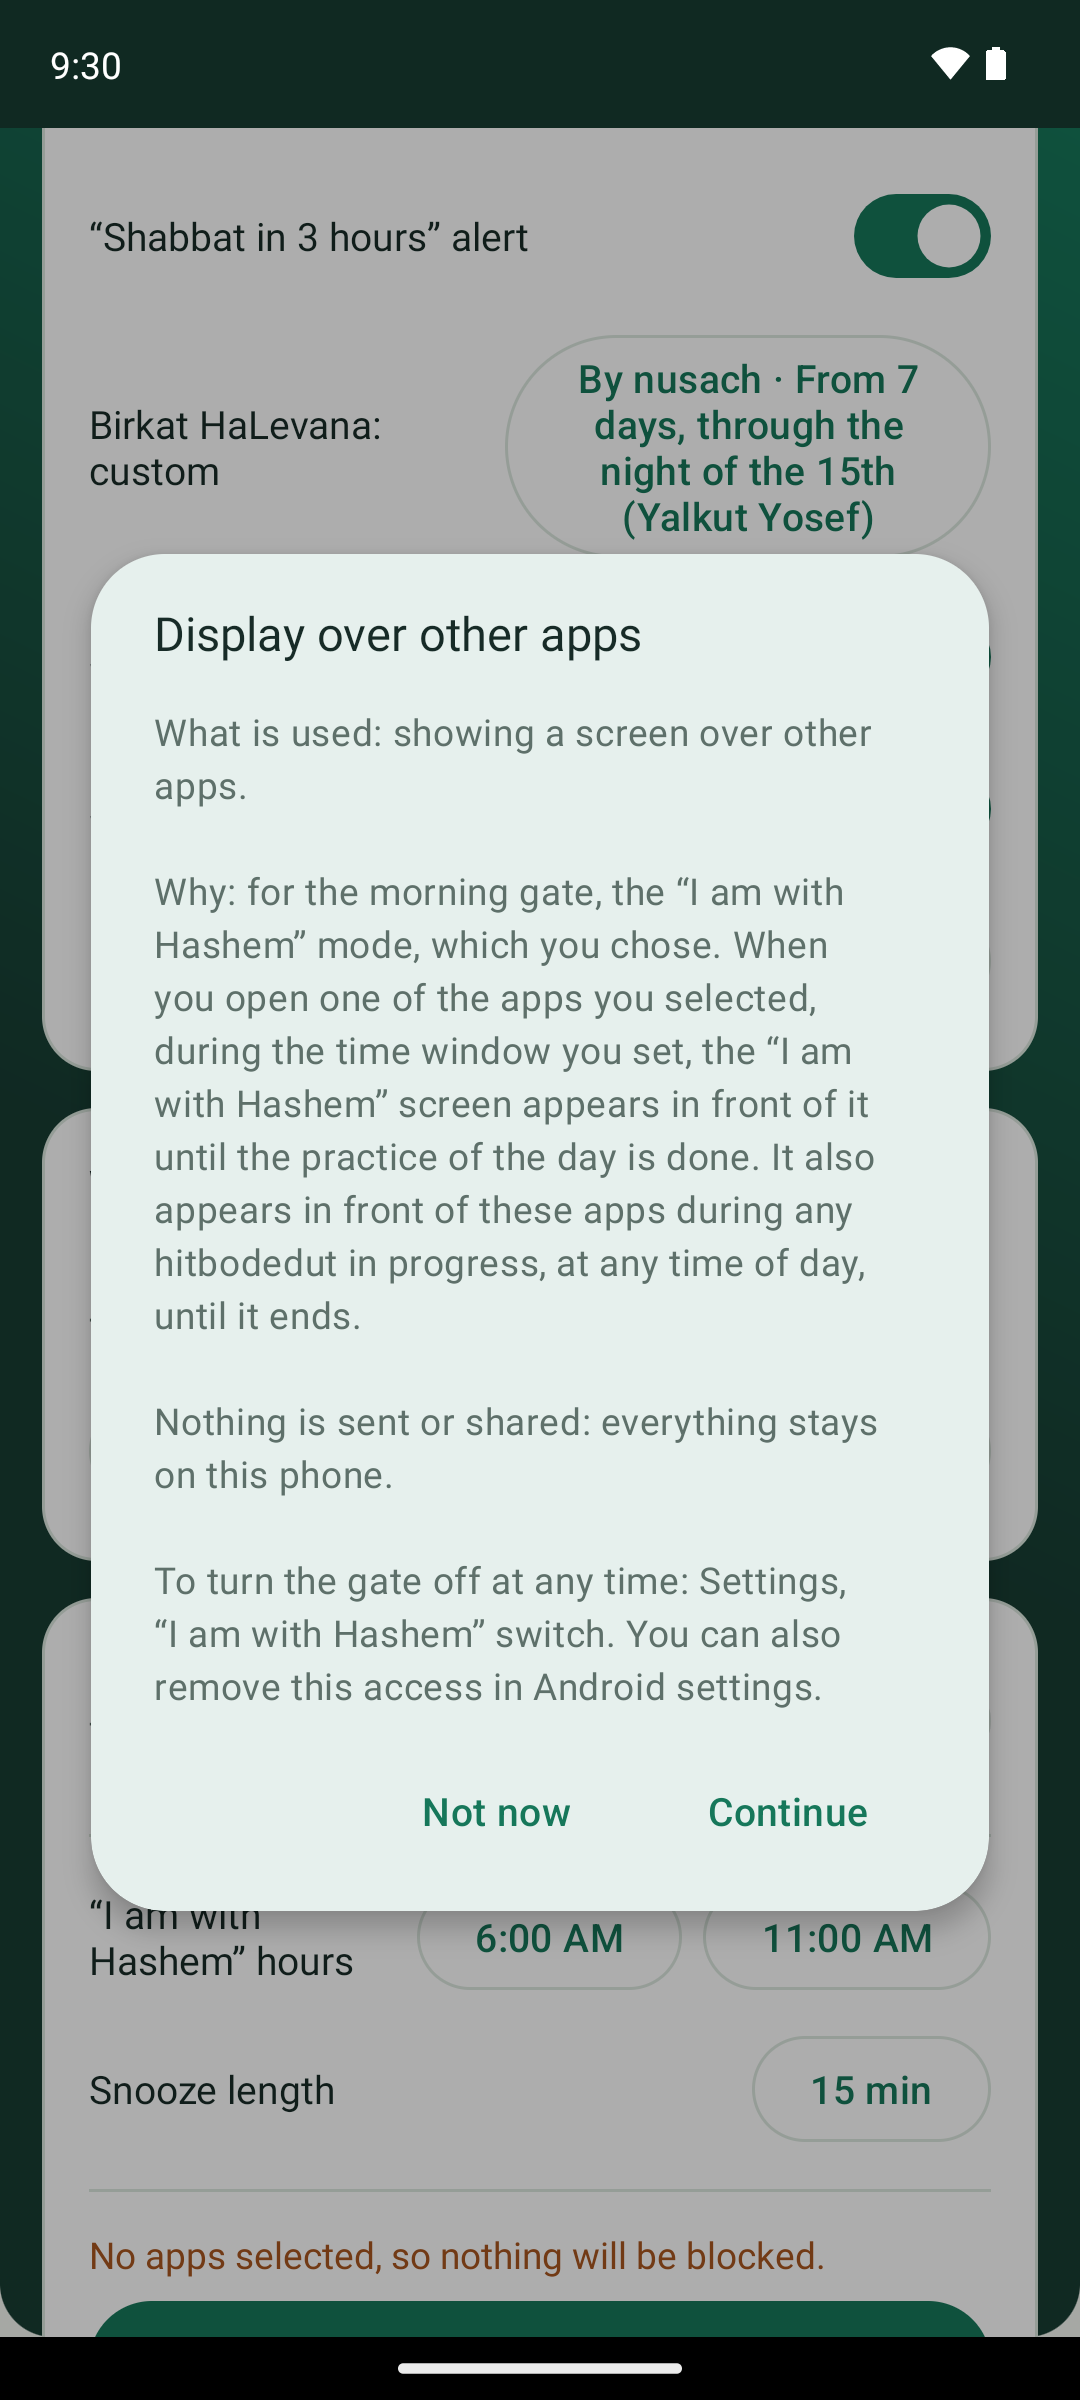 9:30
“Shabbat in 3 hours” alert
Birkat HaLevana:
custom
By nusach · From 7
days, through the
night of the 15th
(Yalkut Yosef)
Display over other apps
What is used: showing a screen over other
apps.
Why: for the morning gate, the “I am with
Hashem” mode, which you chose. When
you open one of the apps you selected,
during the time window you set, the “I am
with Hashem” screen appears in front of it
until the practice of the day is done. It also
appears in front of these apps during any
hitbodedut in progress, at any time of day,
until it ends.
Nothing is sent or shared: everything stays
on this phone.
To turn the gate off at any time: Settings,
“I am with Hashem” switch. You can also
remove this access in Android settings.
Not now
Continue
“I am with
Hashem” hours
6:00 AM
11:00 AM
Snooze length
15 min
No apps selected, so nothing will be blocked.